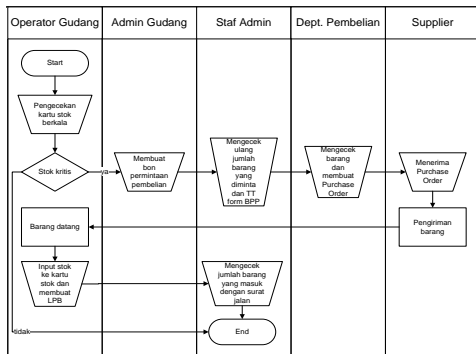 Operator Gudang
Admin Gudang
Staf Admin
Dept. Pembelian
Supplier
Start
Pengecekan
kartu stok
berkala
Stok kritis
ya
Membuat
bon
permintaan
pembelian
Mengecek
ulang
jumlah
barang
yang
diminta
dan TT
form BPP
Mengecek
barang
dan
membuat
Purchase
Order
Menerima
Purchase
Order
Barang datang
Pengiriman
barang
Input stok
ke kartu
stok dan
membuat
LPB
Mengecek
jumlah barang
yang masuk
dengan surat
jalan
tidak
End